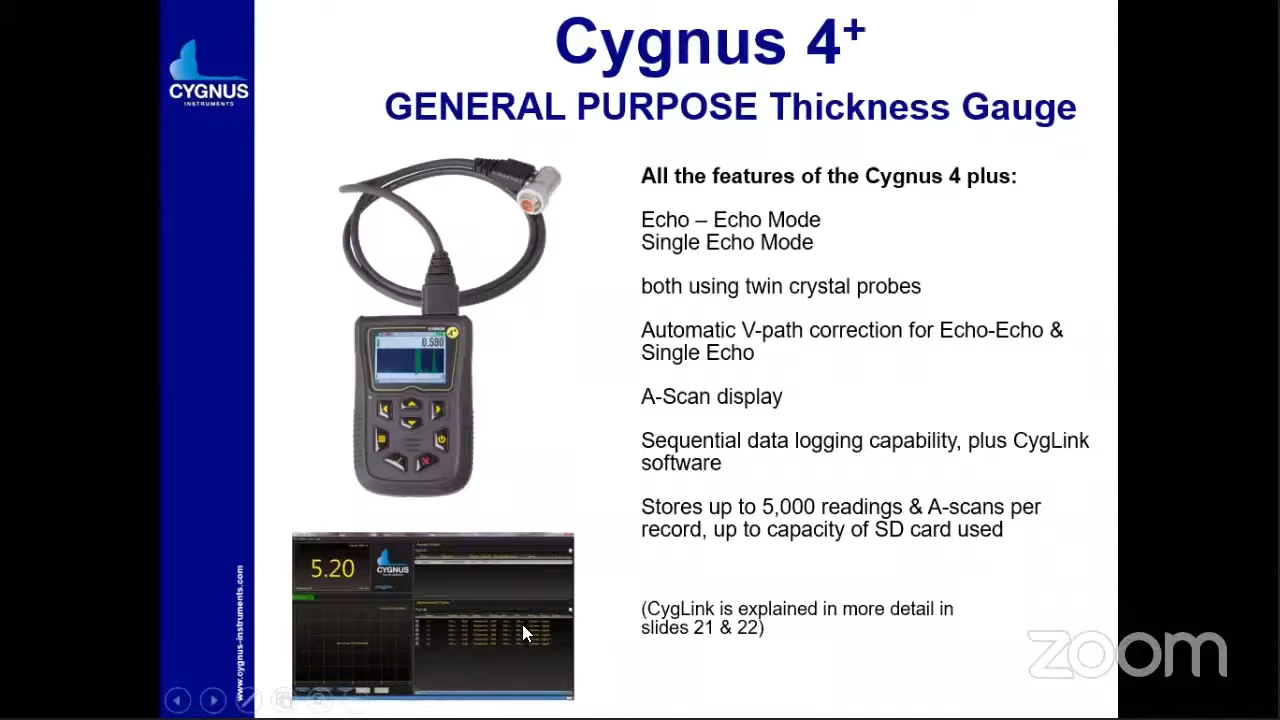 Cygnus 4+
GENERAL PURPOSE Thickness Gauge
CYGNUS
INSTRUMENTS
All the features of the Cygnus 4 plus:
Echo – Echo Mode
Single Echo Mode
both using twin crystal probes
Automatic V-path correction for Echo-Echo &
Single Echo
A-Scan display
Sequential data logging capability, plus CygLink
software
Stores up to 5,000 readings & A-scans per
record, up to capacity of SD card used
(CygLink is explained in more detail in
slides 21 & 22)
CYGNUS
4+
0.590
5.20
CYGNUS
www.cygnus-instruments.com
zoom